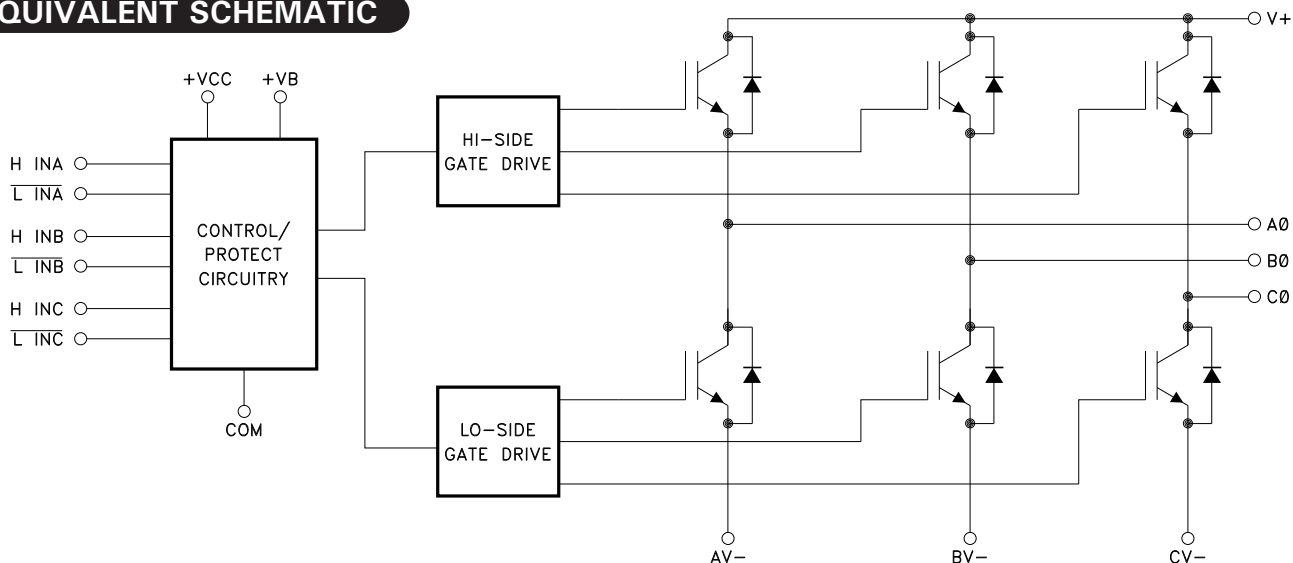 QUIVALENT SCHEMATIC
V+
+VCC +VB
HI-SIDE
GATE DRIVE
H INA
L INA
H INB
L INB
H INC
L INC
CONTROL/
PROTECT
CIRCUITRY
AØ
BØ
CØ
COM
LO-SIDE
GATE DRIVE
AV-
BV-
CV-